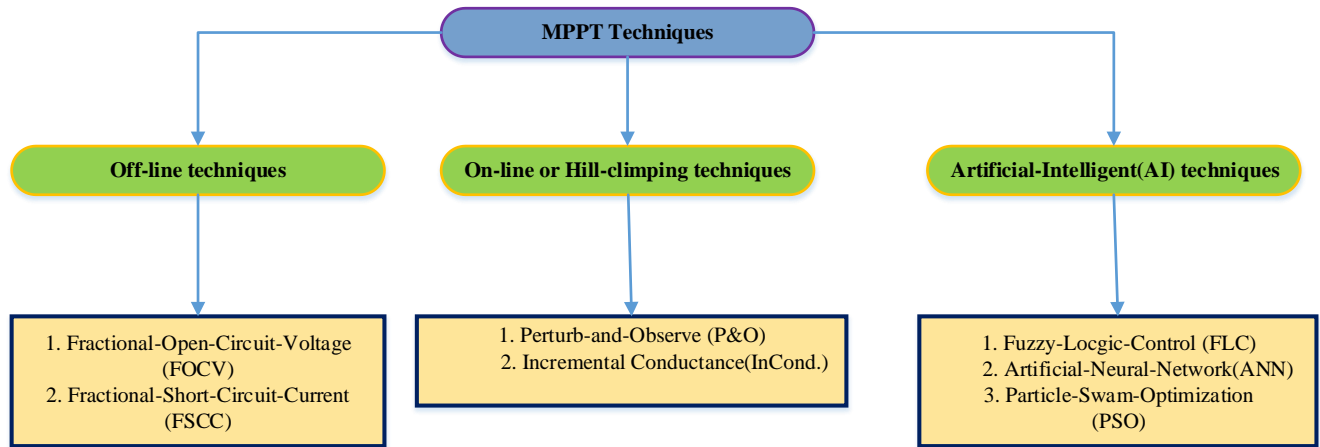 MPPT Techniques
Off-line techniques
On-line or Hill-climping techniques
Artificial-Intelligent(AI) techniques
1. Fractional-Open-Circuit-Voltage
(FOCV)
2. Fractional-Short-Circuit-Current
(FSCC)
1. Perturb-and-Observe (P&O)
2. Incremental Conductance(InCond.)
1. Fuzzy-Locgic-Control (FLC)
2. Artificial-Neural-Network(ANN)
3. Particle-Swam-Optimization
(PSO)